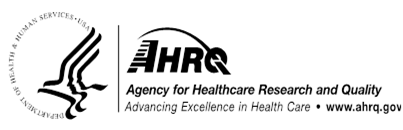 DEPARTMENT OF HEALTH & HUMAN SERVICES • USA
AHRQ
Agency for Healthcare Research and Quality
Advancing Excellence in Health Care • www.ahrq.gov